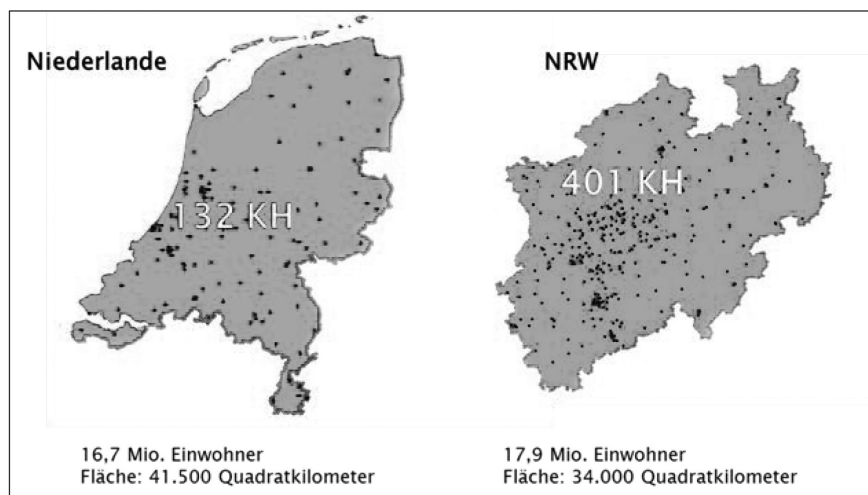 Niederlande
132 KH
16,7 Mio. Einwohner
Fläche: 41.500 Quadratkilometer
NRW
401 KH
17,9 Mio. Einwohner
Fläche: 34.000 Quadratkilometer